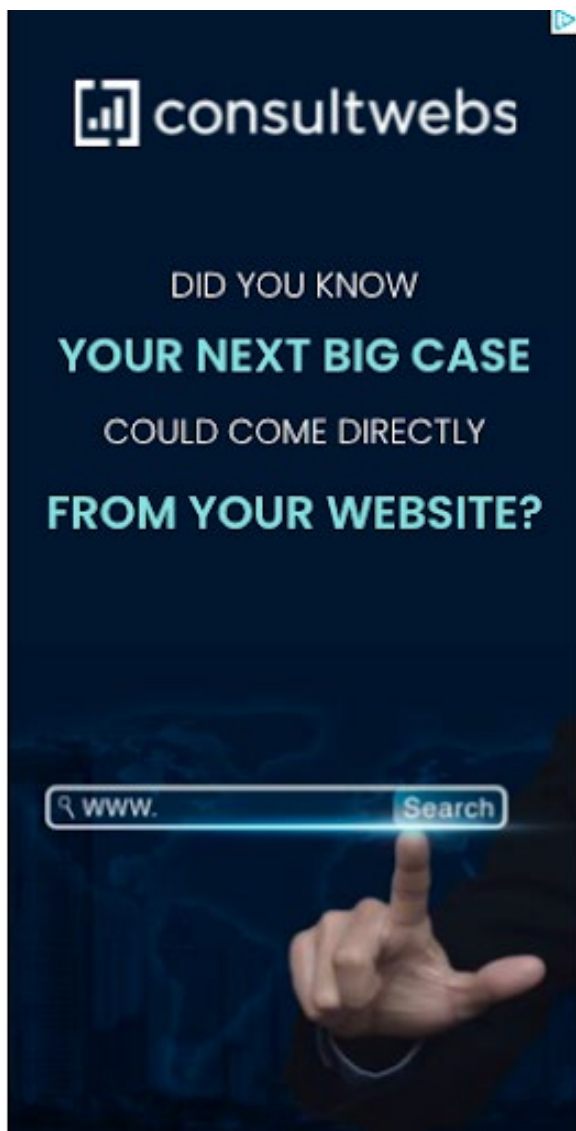 consultwebs
DID YOU KNOW
YOUR NEXT BIG CASE
COULD COME DIRECTLY
FROM YOUR WEBSITE?
www.
Search